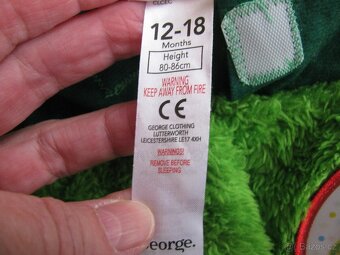 12-18
Months
Height
80-86cm
WARNING
KEEP AWAY FROM FIRE
CE
GEORGE CLOTHING
LUTTERWORTH
LEICESTERSHIRE LE17 4XH
WARNINGS!
REMOVE BEFORE
SLEEPING
George.